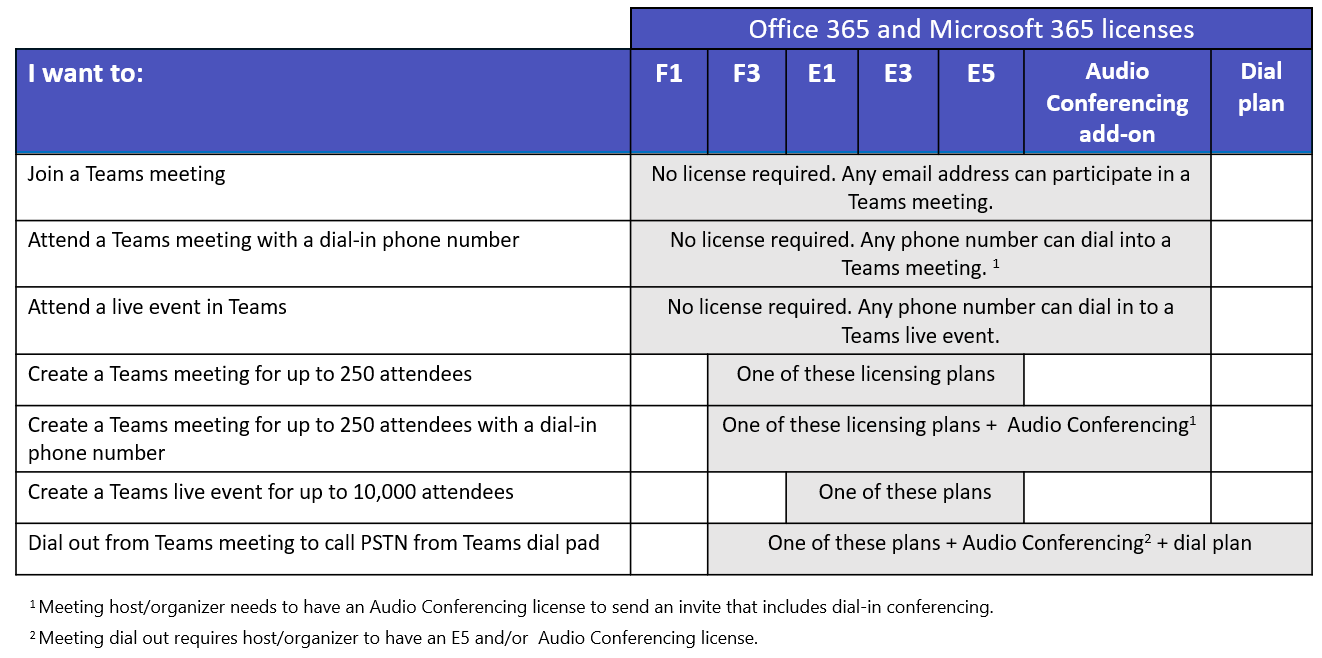 Office 365 and Microsoft 365 licenses
I want to:
F1
F3
E1
E3
E5
Audio
Conferencing
add-on
Dial
plan
Join a Teams meeting
No license required. Any email address can participate in a
Teams meeting.
Attend a Teams meeting with a dial-in phone number
No license required. Any phone number can dial into a
Teams meeting. ¹
Attend a live event in Teams
No license required. Any phone number can dial in to a
Teams live event.
Create a Teams meeting for up to 250 attendees
One of these licensing plans
Create a Teams meeting for up to 250 attendees with a dial-in
phone number
One of these licensing plans + Audio Conferencing¹
Create a Teams live event for up to 10,000 attendees
One of these plans
Dial out from Teams meeting to call PSTN from Teams dial pad
One of these plans + Audio Conferencing² + dial plan
¹ Meeting host/organizer needs to have an Audio Conferencing license to send an invite that includes dial-in conferencing.
² Meeting dial out requires host/organizer to have an E5 and/or Audio Conferencing license.